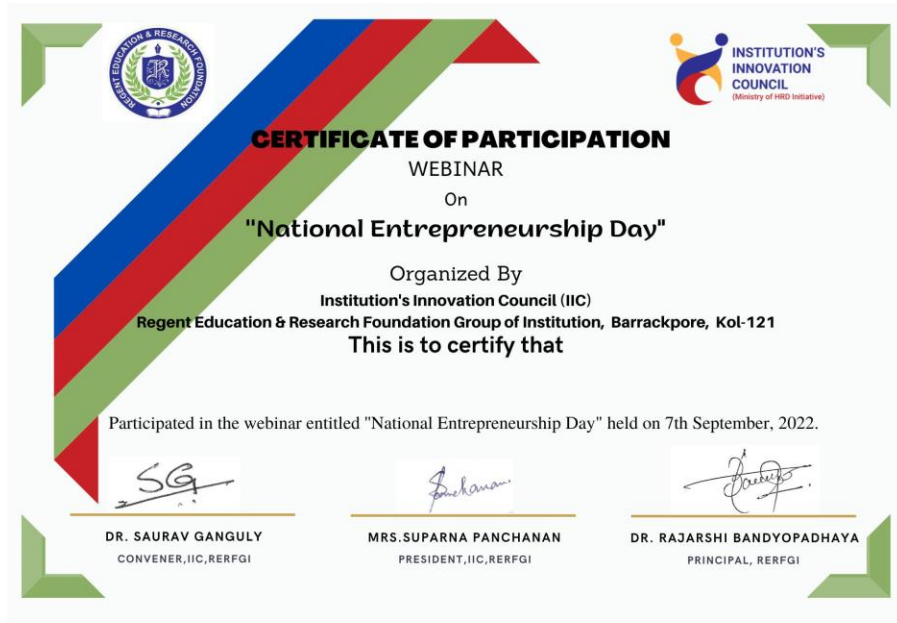 REGENT EDUCATION & RESEARCH FOUNDATION
R
INSTITUTION'S
INNOVATION
COUNCIL
(Ministry of HRD Initiative)
CERTIFICATE OF PARTICIPATION
WEBINAR
On
"National Entrepreneurship Day"
Organized By
Institution's Innovation Council (IIC)
Regent Education & Research Foundation Group of Institution, Barrackpore, Kol-121
This is to certify that
Participated in the webinar entitled "National Entrepreneurship Day" held on 7th September, 2022.
SG
DR. SAURAV GANGULY
CONVENER,IIC,RERFGI
MRS.SUPARNA PANCHANAN
PRESIDENT,IIC,RERFGI
DR. RAJARSHI BANDYOPADHAYA
PRINCIPAL, RERFGI